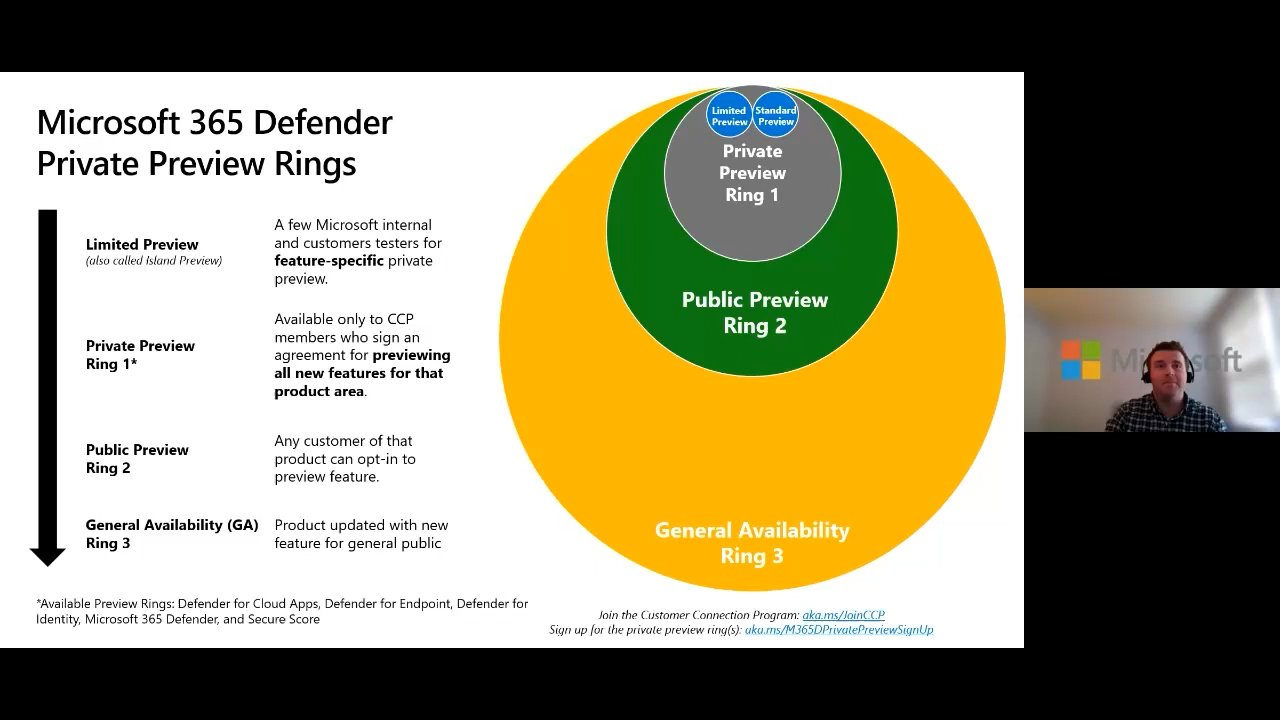 Microsoft 365 Defender
Private Preview Rings
Limited Preview
(also called Island Preview)
A few Microsoft internal
and customers testers for
feature-specific private
preview.
Private Preview
Ring 1*
Available only to CCP
members who sign an
agreement for previewing
all new features for that
product area.
Public Preview
Ring 2
Any customer of that
product can opt-in to
preview feature.
General Availability (GA)
Ring 3
Product updated with new
feature for general public
*Available Preview Rings: Defender for Cloud Apps, Defender for Endpoint, Defender for
Identity, Microsoft 365 Defender, and Secure Score
Limited
Preview
Standard
Preview
Private
Preview
Ring 1
Public Preview
Ring 2
General Availability
Ring 3
Join the Customer Connection Program: aka.ms/JoinCCP
Sign up for the private preview ring(s): aka.ms/M365DPrivatePreviewSignUp